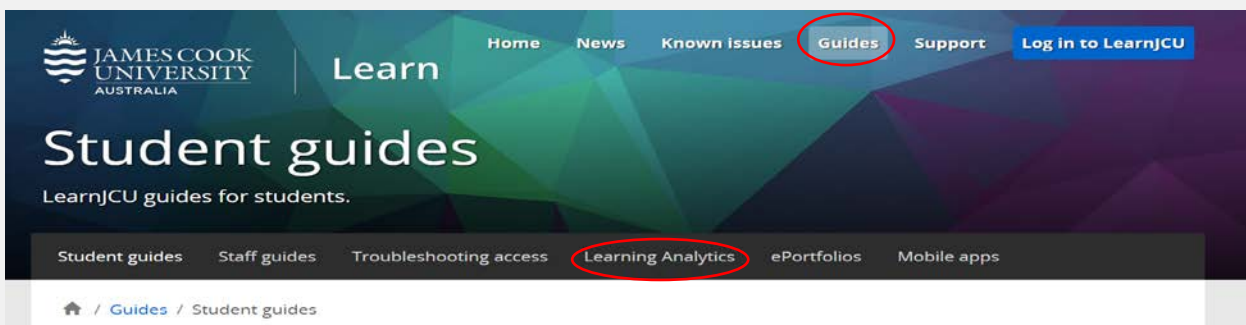 Home News Known issues Guides Support Log in to LearnJCU
JAMES COOK
UNIVERSITY
AUSTRALIA
Learn
Student guides
LearnJCU guides for students.
Student guides Staff guides Troubleshooting access Learning Analytics ePortfolios Mobile apps
/ Guides / Student guides